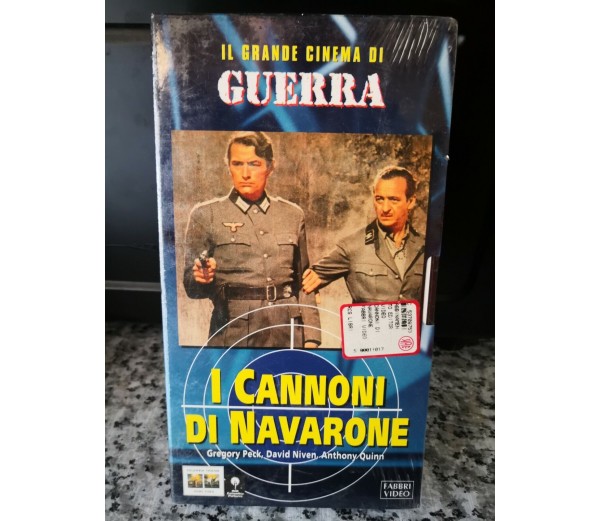 IL GRANDE CINEMA DI
GUERRA
I CANNONI
DI NAVARONE
Gregory Peck, David Niven, Anthony Quinn
FABBRI
VIDEO